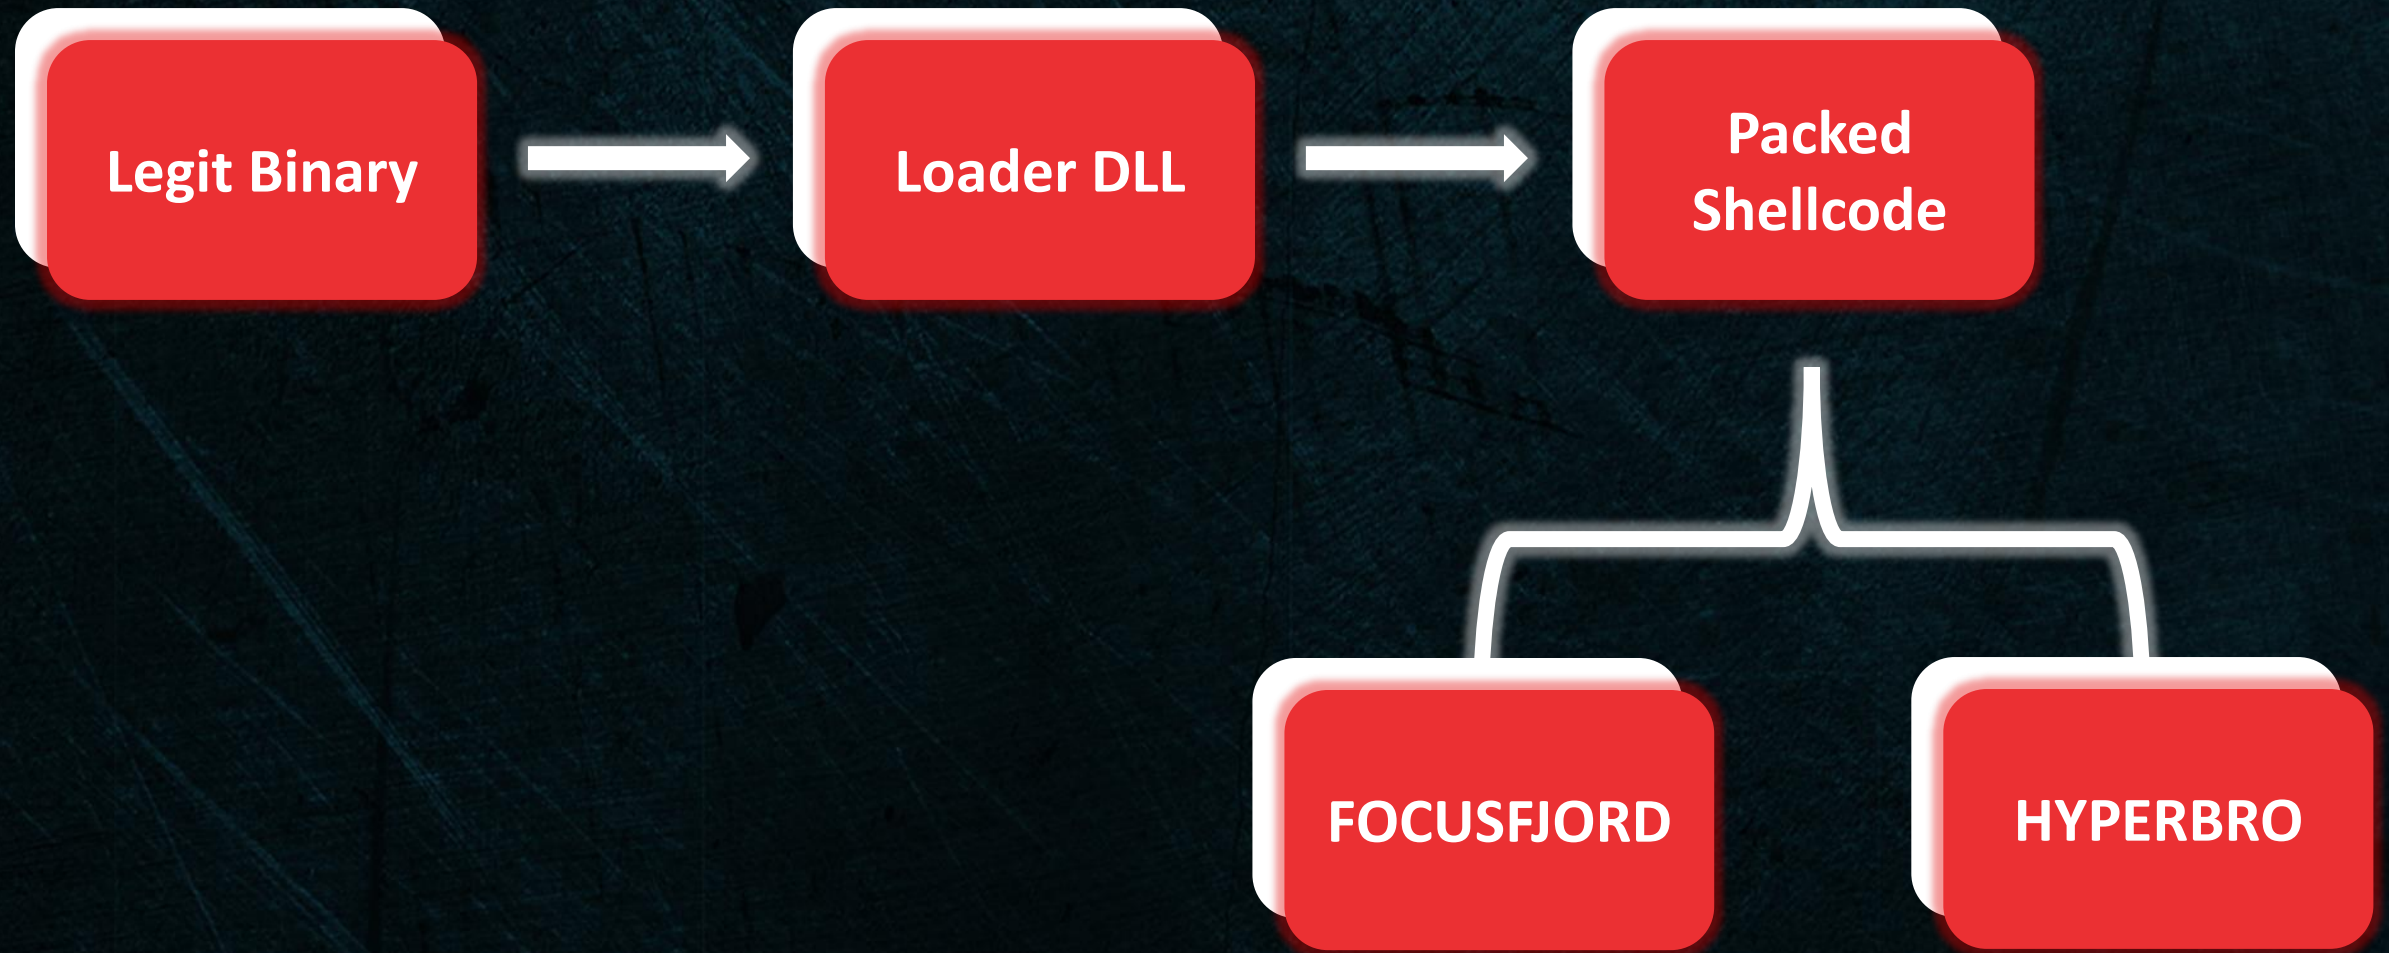 Legit Binary
Loader DLL
Packed
Shellcode
FOCUSFJORD
HYPERBRO